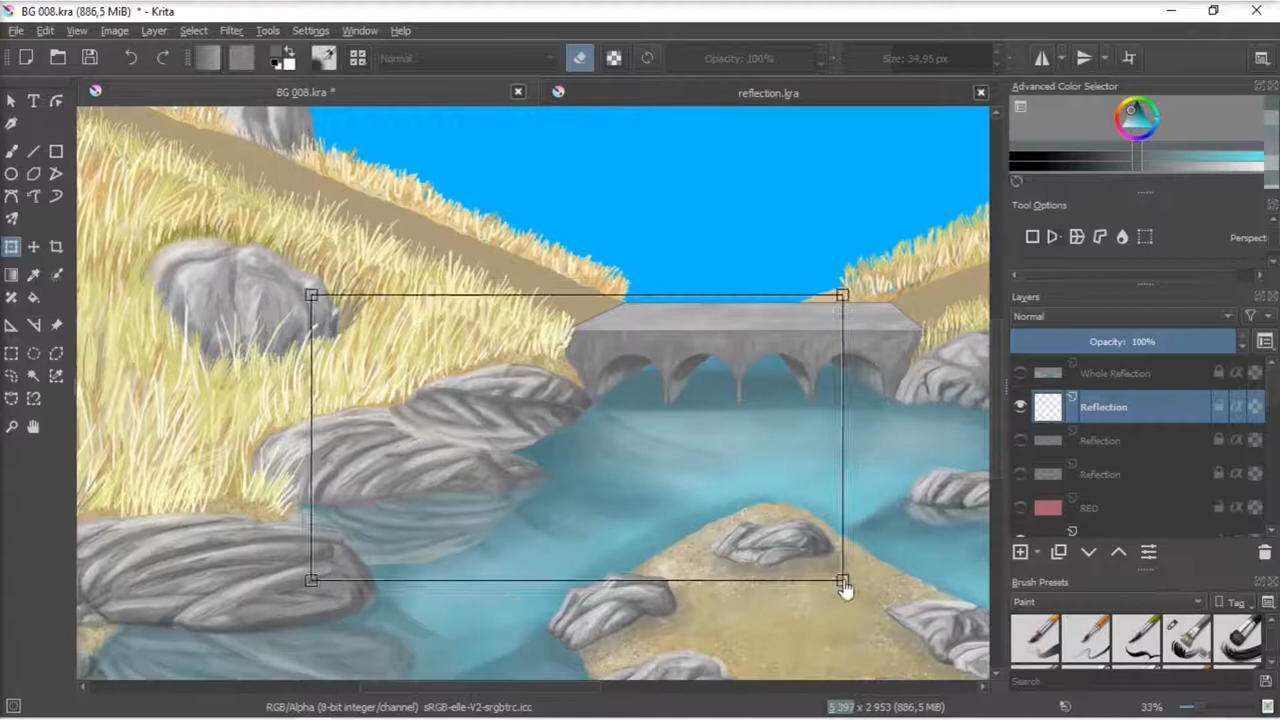 BG 008.kra (886,5 MiB) * - Krita
File Edit View Image Layer Select Filter Tools Settings Window Help
Normal
Opacity: 100%
Size: 34,95 px
BG 008.kra *
reflection.kra
Advanced Color Selector
Tool Options
Perspect
Layers
Normal
Opacity: 100%
Whole Reflection
Reflection
Reflection
Reflection
RED
Brush Presets
Paint
Tag
Search
RGB/Alpha (8-bit integer/channel) sRGB-elle-V2-srgbtrc.icc
5 397 x 2 953 (886,5 MiB)
33%